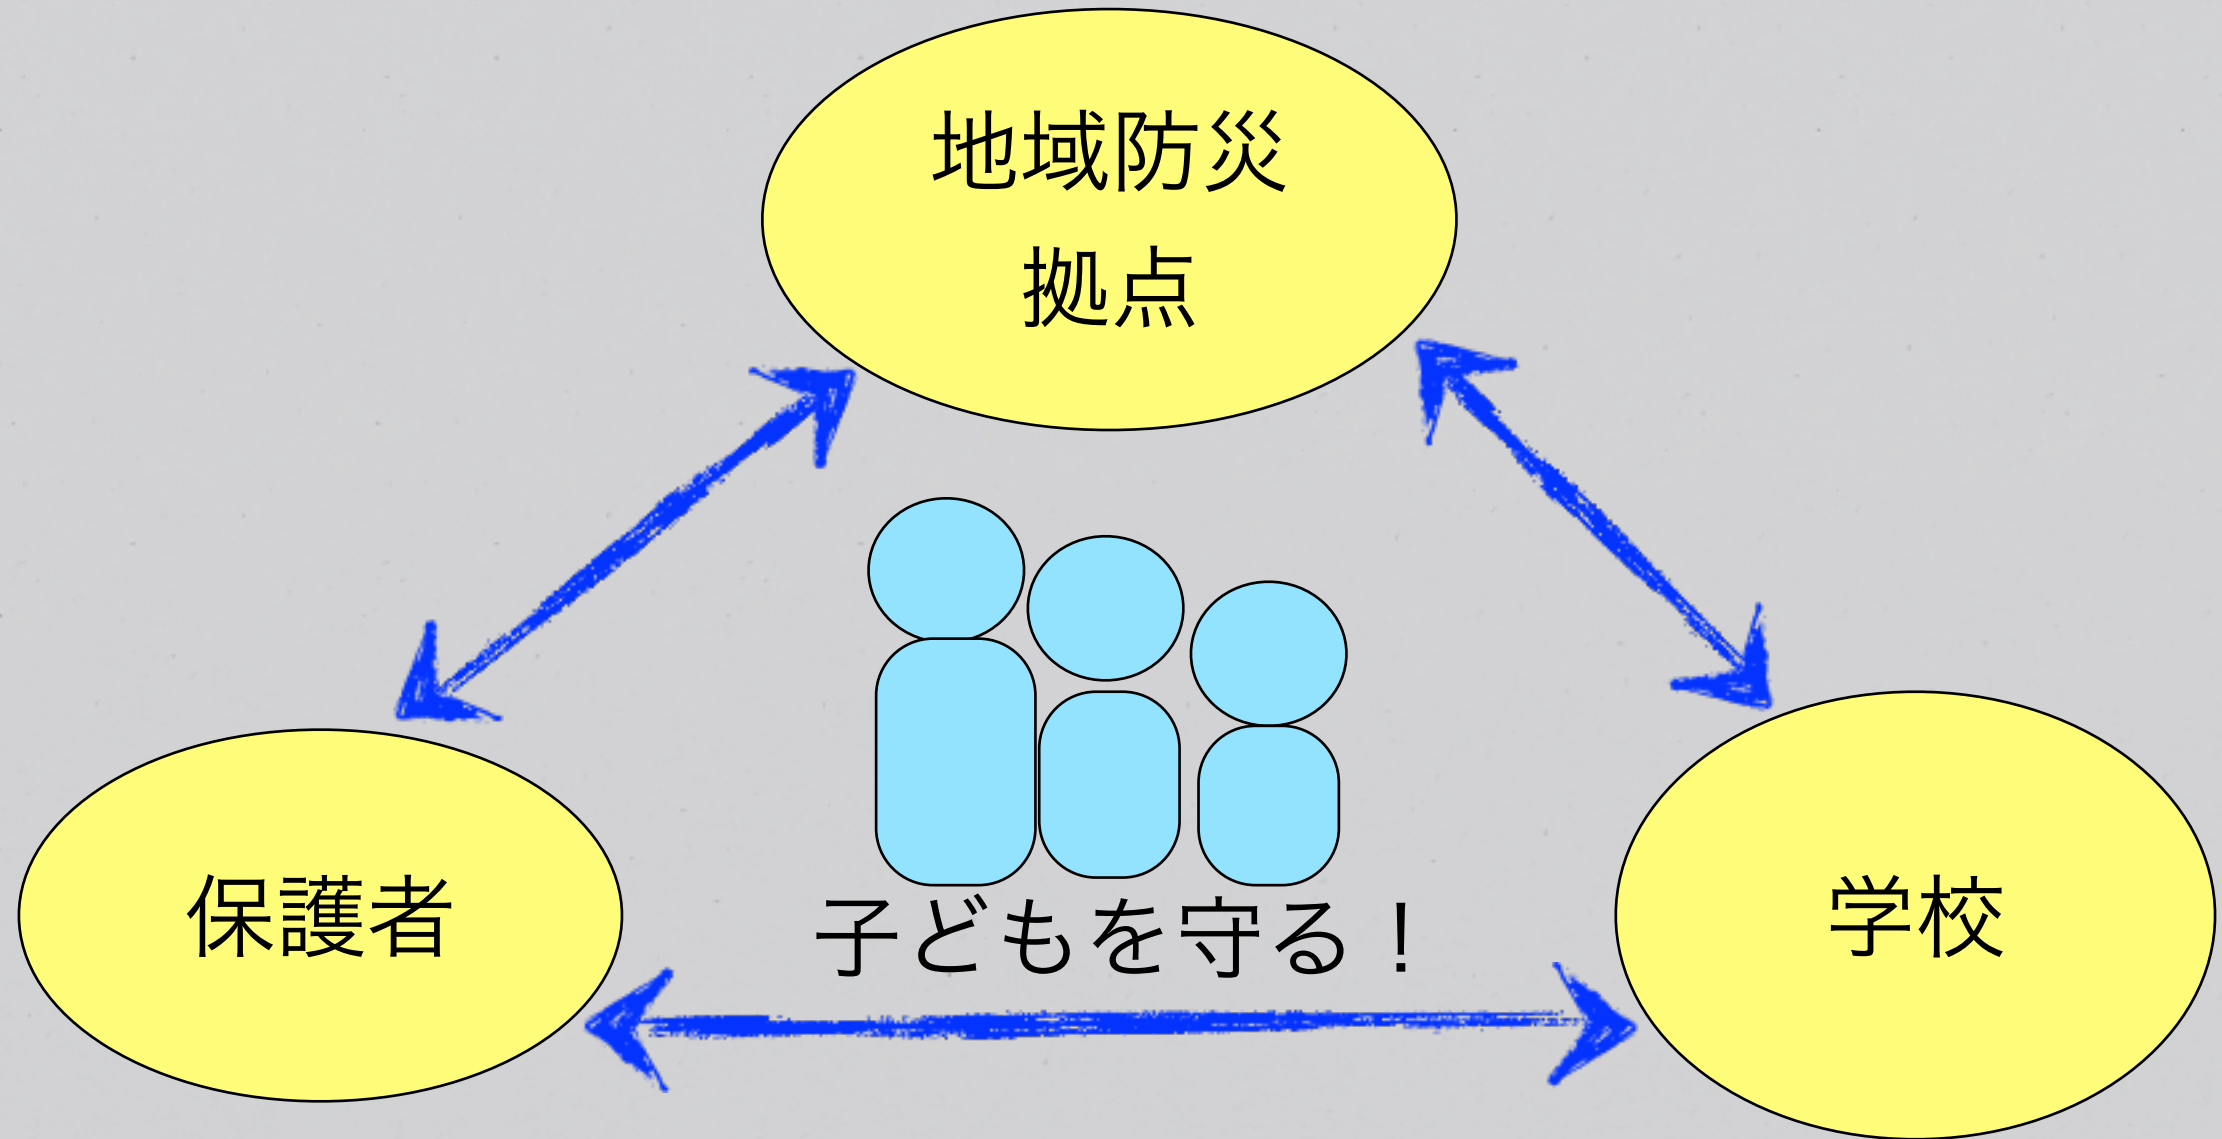 地域防災
拠点
保護者
子どもを守る！
学校